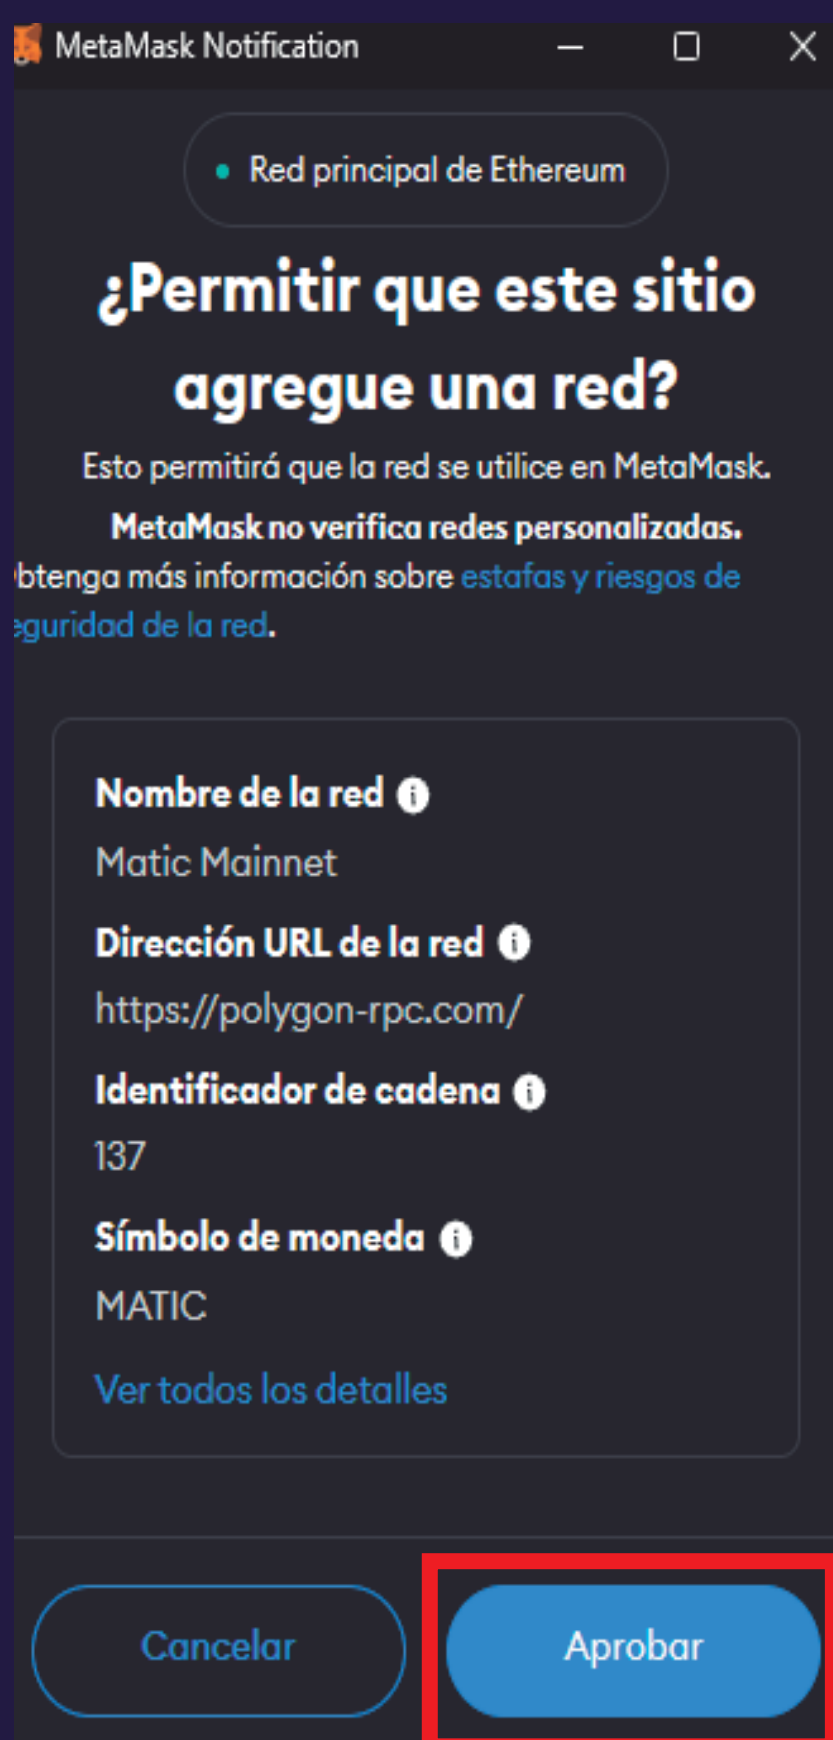 MetaMask Notification
Red principal de Ethereum
¿Permitir que este sitio
agregue una red?
Esto permitirá que la red se utilice en MetaMask.
MetaMask no verifica redes personalizadas.
btenga más información sobre estafas y riesgos de
eguridad de la red.
Nombre de la red
Matic Mainnet
Dirección URL de la red
https://polygon-rpc.com/
Identificador de cadena
137
Símbolo de moneda
MATIC
Ver todos los detalles
Cancelar
Aprobar